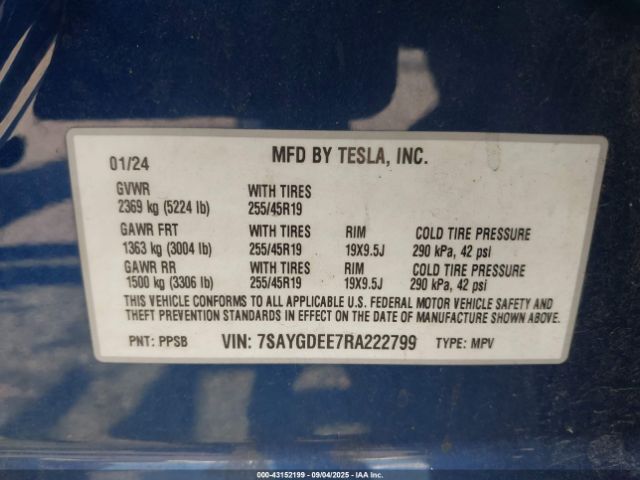 01/24 MFD BY TESLA, INC.
GVWR WITH TIRES
2369 kg (5224 lb) 255/45R19
GAWR FRT WITH TIRES RIM COLD TIRE PRESSURE
1363 kg (3004 lb) 255/45R19 19X9.5J 290 kPa, 42 psi
GAWR RR WITH TIRES RIM COLD TIRE PRESSURE
1500 kg (3306 lb) 255/45R19 19X9.5J 290 kPa, 42 psi
THIS VEHICLE CONFORMS TO ALL APPLICABLE U.S. FEDERAL MOTOR VEHICLE SAFETY AND
THEFT PREVENTION STANDARDS IN EFFECT ON THE DATE OF MANUFACTURE SHOWN ABOVE.
PNT: PPSB VIN: 7SAYGDEE7RA222799 TYPE: MPV
000-43152199 - 09/04/2025 - IAAI.COM